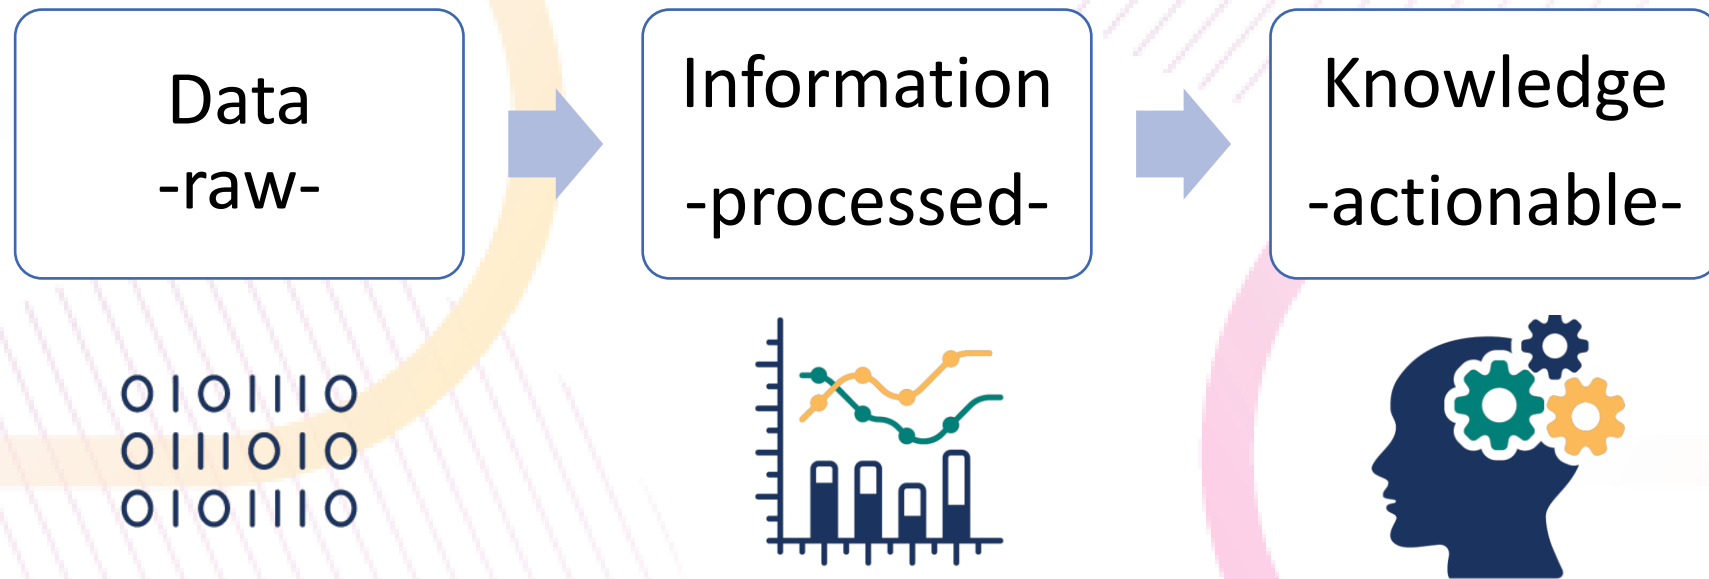 Data
-raw-
Information
-processed-
Knowledge
-actionable-
0101110
0111010
0101110